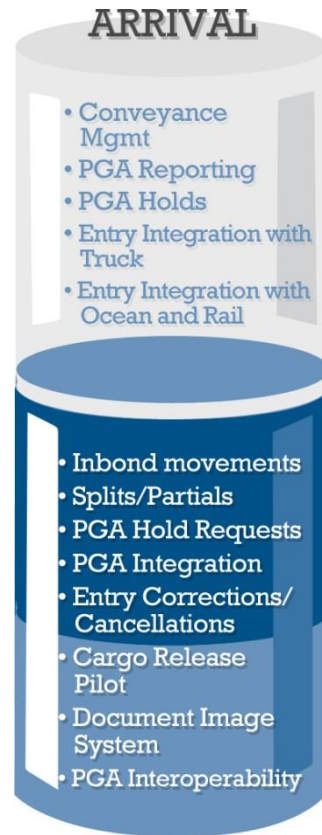 ARRIVAL
• Conveyance
Mgmt
• PGA Reporting
• PGA Holds
• Entry Integration with
Truck
• Entry Integration with
Ocean and Rail
• Inbond movements
• Splits/Partials
• PGA Hold Requests
• PGA Integration
• Entry Corrections/
Cancellations
• Cargo Release
Pilot
• Document Image
System
• PGA Interoperability